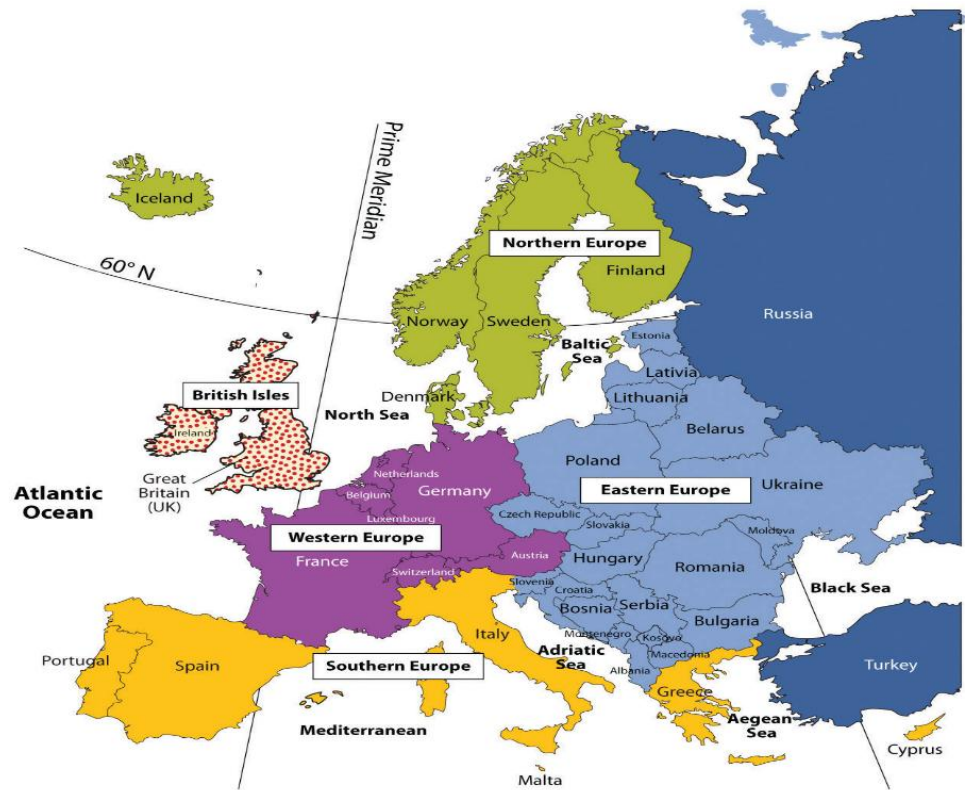 Iceland
Prime Meridian
60° N
Northern Europe
Finland
Norway
Sweden
Russia
Baltic
Sea
Estonia
Lativia
Lithuania
Denmark
British Isles
North Sea
Ireland
Belarus
Great
Britain
(UK)
Netherlands
Belgium
Germany
Luxembourg
Poland
Ukraine
Eastern Europe
Atlantic
Ocean
Western Europe
France
Czech Republic
Slovakia
Moldova
Austria
Switzerland
Hungary
Romania
Slovenia
Croatia
Bosnia
Serbia
Black Sea
Bulgaria
Montenegro
Kosovo
Macedonia
Albania
Adriatic
Sea
Italy
Portugal
Spain
Southern Europe
Turkey
Greece
Mediterranean
Aegean
Sea
Cyprus
Malta